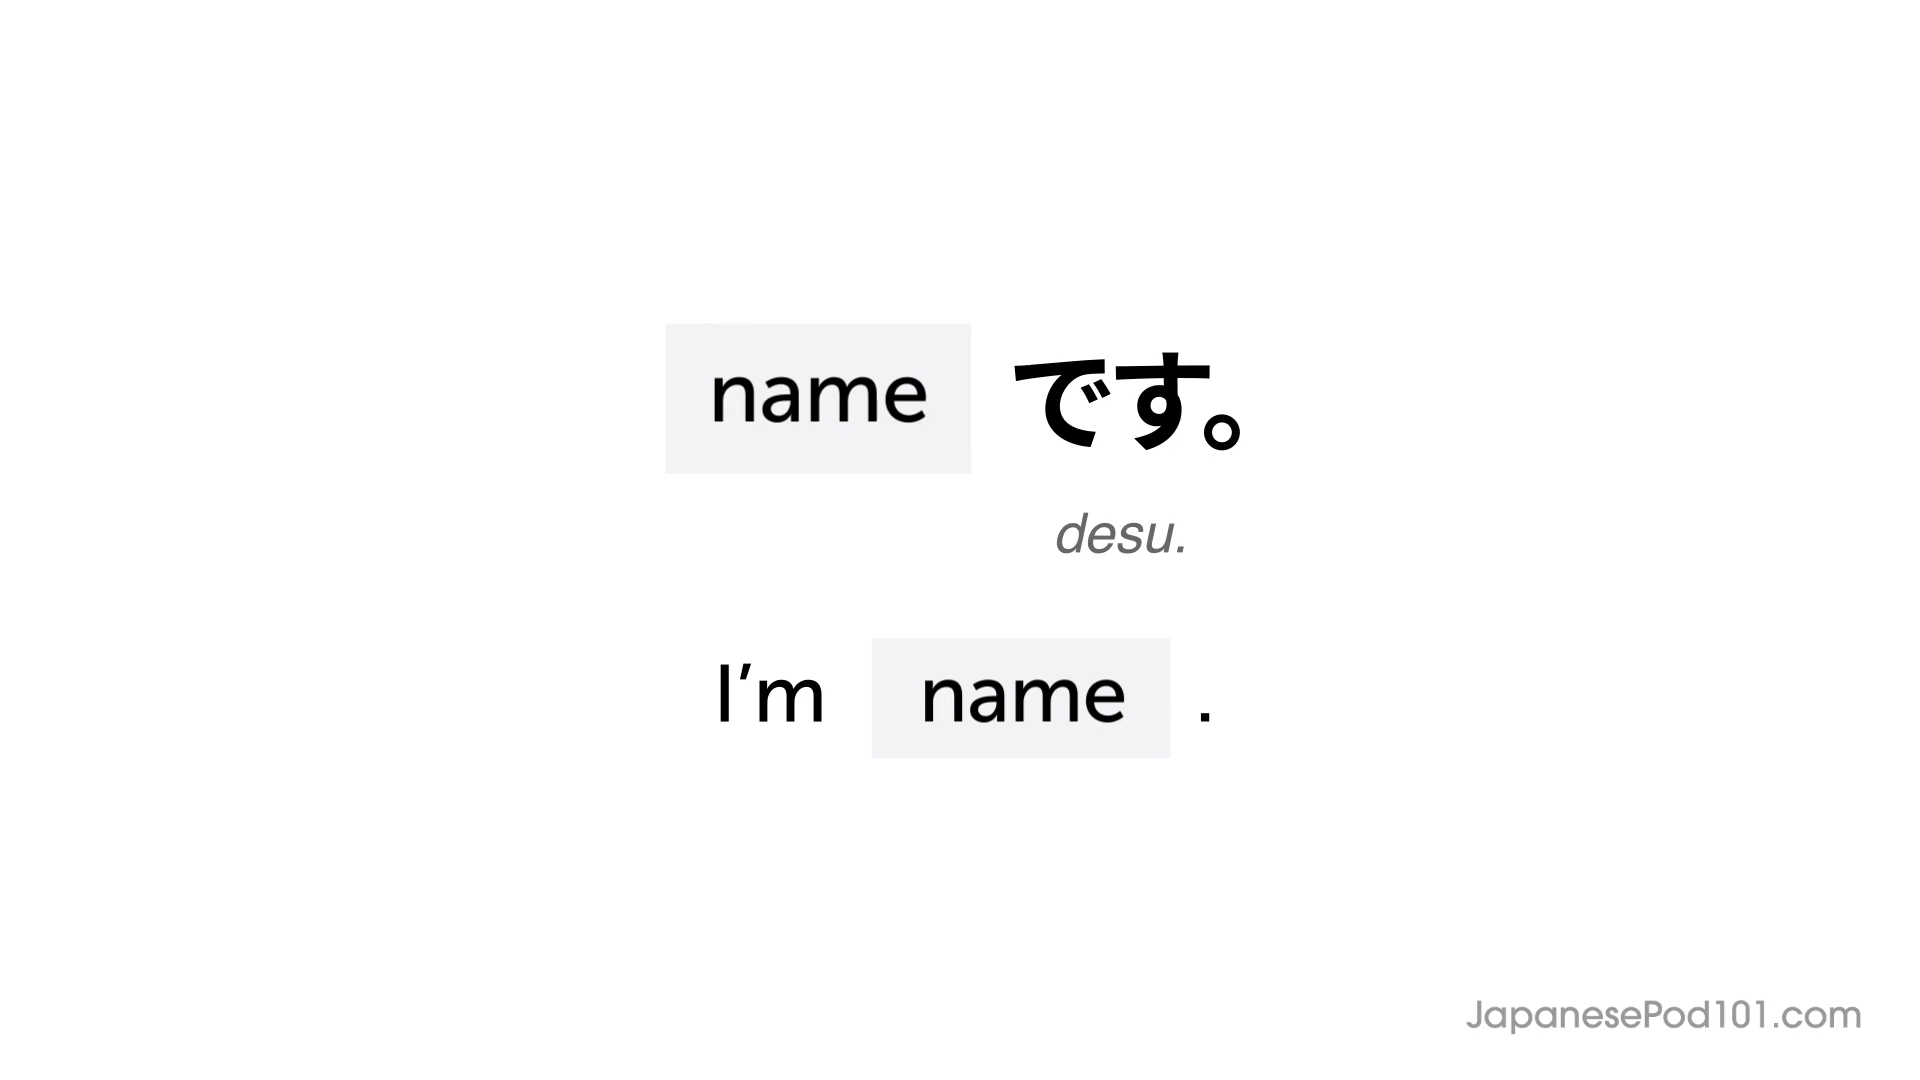 name です。
desu.
I'm name .
JapanesePod101.com